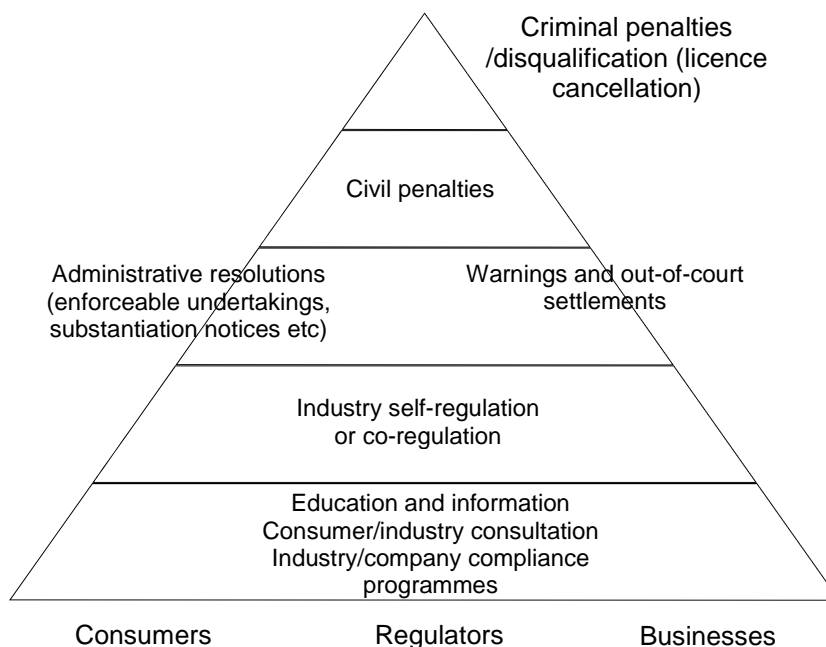 Criminal penalties
/disqualification (licence
cancellation)
Civil penalties
Administrative resolutions
(enforceable undertakings,
substantiation notices etc)
Warnings and out-of-court
settlements
Industry self-regulation
or co-regulation
Education and information
Consumer/industry consultation
Industry/company compliance
programmes
Consumers
Regulators
Businesses